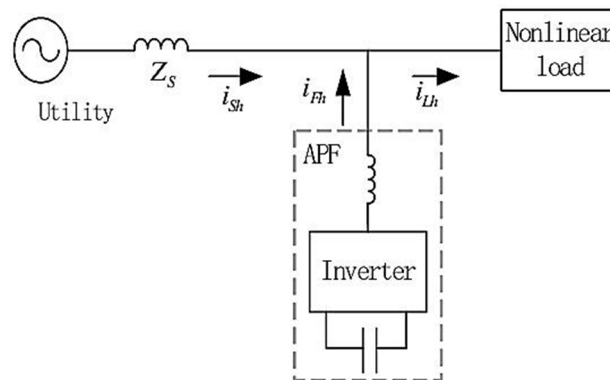 Nonlinear
load
Z_S
i_Sh
i_Fh
i_Lh
Utility
APF
Inverter